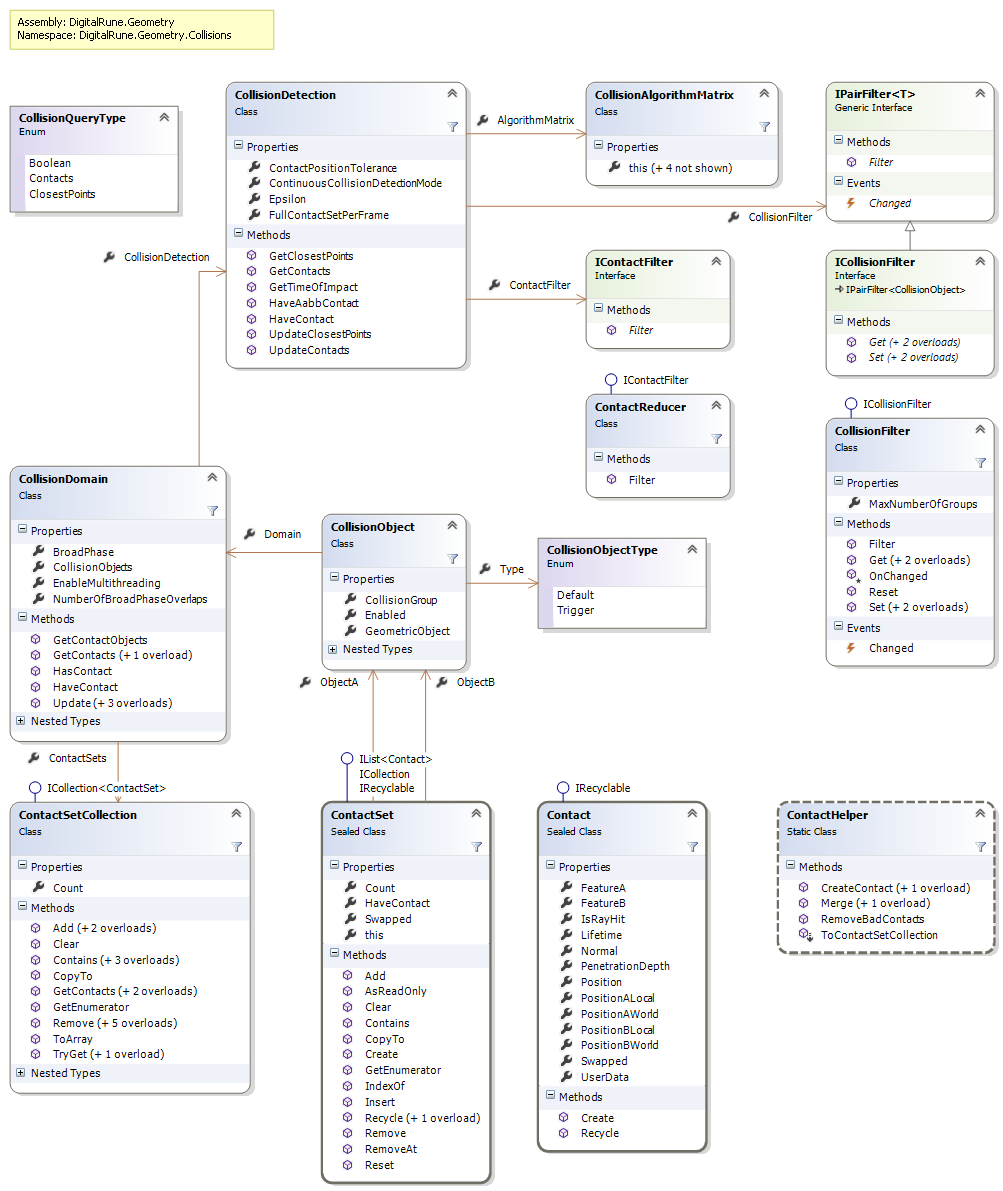 Assembly: DigitalRune.Geometry
Namespace: DigitalRune.Geometry.Collisions
CollisionQueryType
Enum
Boolean
Contacts
ClosestPoints
CollisionDetection
Class
Properties
ContactPositionTolerance
ContinuousCollisionDetectionMode
Epsilon
FullContactSetPerFrame
Methods
GetClosestPoints
GetContacts
GetTimeOfImpact
HaveAabbContact
HaveContact
UpdateClosestPoints
UpdateContacts
AlgorithmMatrix
CollisionAlgorithmMatrix
Class
Properties
this (+ 4 not shown)
IPairFilter<T>
Generic Interface
Methods
Filter
Events
Changed
CollisionFilter
CollisionDetection
ContactFilter
IContactFilter
Interface
Methods
Filter
ICollisionFilter
Interface
IPairFilter<CollisionObject>
Methods
Get (+ 2 overloads)
Set (+ 2 overloads)
IContactFilter
ContactReducer
Class
Methods
Filter
ICollisionFilter
CollisionFilter
Class
Properties
MaxNumberOfGroups
Methods
Filter
Get (+ 2 overloads)
OnChanged
Reset
Set (+ 2 overloads)
Events
Changed
CollisionDomain
Class
Properties
BroadPhase
CollisionObjects
EnableMultithreading
NumberOfBroadPhaseOverlaps
Methods
GetContactObjects
GetContacts (+ 1 overload)
HasContact
HaveContact
Update (+ 3 overloads)
Nested Types
Domain
CollisionObject
Class
Properties
CollisionGroup
Enabled
GeometricObject
Nested Types
Type
CollisionObjectType
Enum
Default
Trigger
ObjectA
ObjectB
ContactSets
ICollection<ContactSet>
ContactSetCollection
Class
Properties
Count
Methods
Add (+ 2 overloads)
Clear
Contains (+ 3 overloads)
CopyTo
GetContacts (+ 2 overloads)
GetEnumerator
Remove (+ 5 overloads)
ToArray
TryGet (+ 1 overload)
Nested Types
IList<Contact>
ICollection
IRecyclable
ContactSet
Sealed Class
Properties
Count
HaveContact
Swapped
this
Methods
Add
AsReadOnly
Clear
Contains
CopyTo
Create
GetEnumerator
IndexOf
Insert
Recycle (+ 1 overload)
Remove
RemoveAt
Reset
IRecyclable
Contact
Sealed Class
Properties
FeatureA
FeatureB
IsRayHit
Lifetime
Normal
PenetrationDepth
Position
PositionALocal
PositionAWorld
PositionBLocal
PositionBWorld
Swapped
UserData
Methods
Create
Recycle
ContactHelper
Static Class
Methods
CreateContact (+ 1 overload)
Merge (+ 1 overload)
RemoveBadContacts
ToContactSetCollection